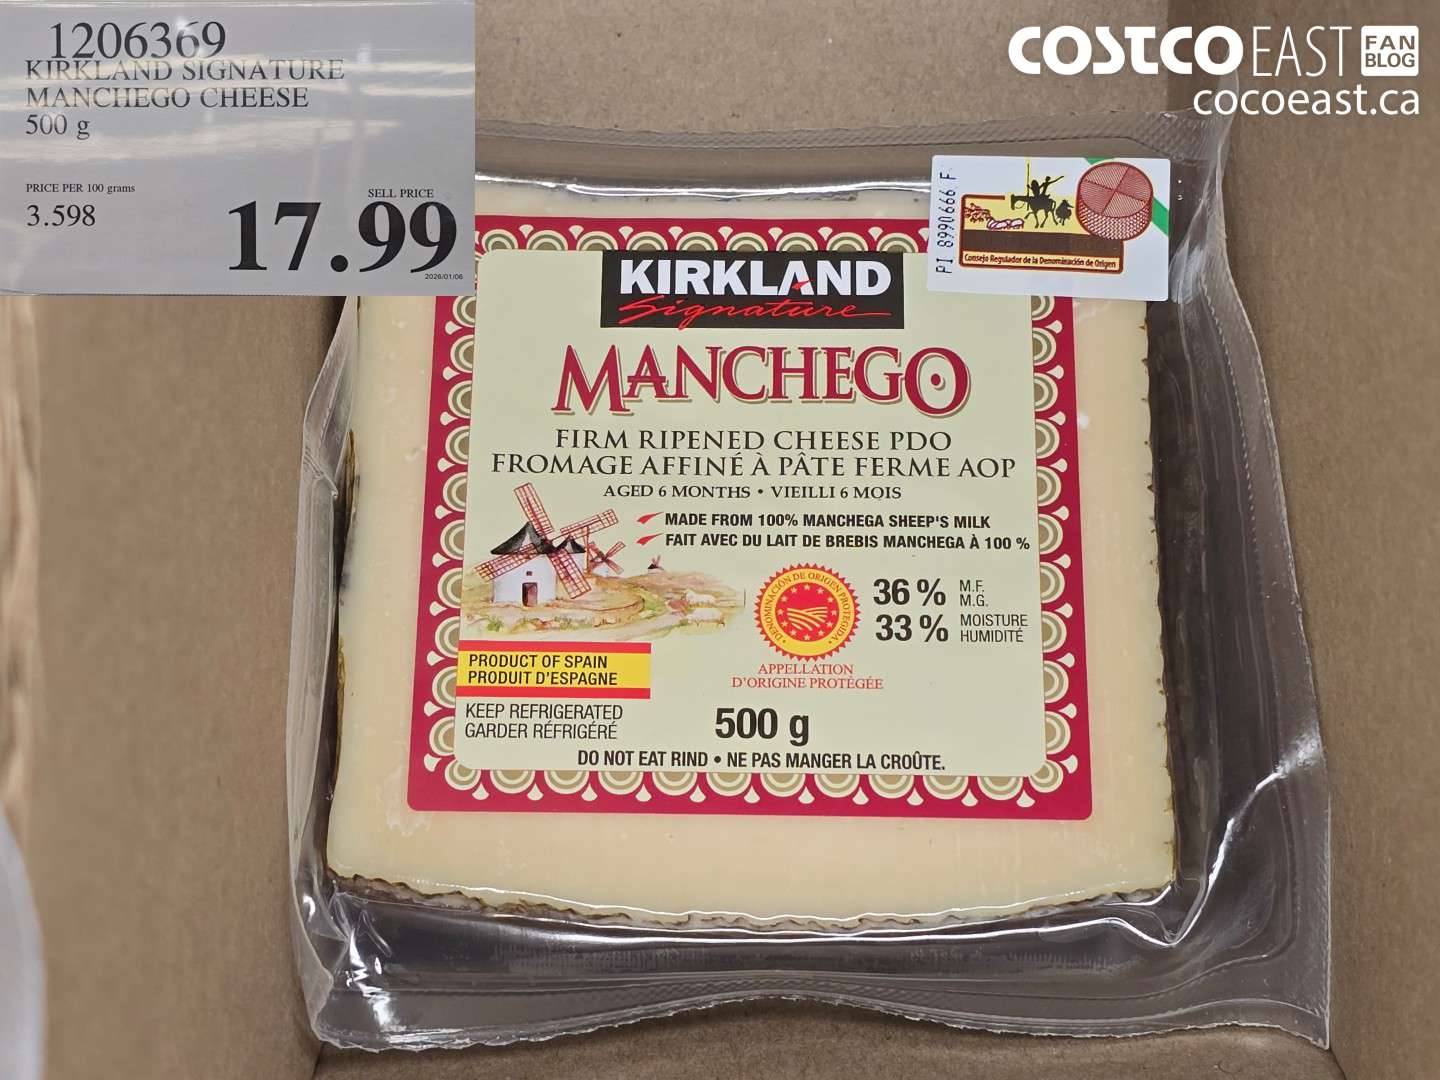 1206369
KIRKLAND SIGNATURE
MANCHEGO CHEESE
500 g
PRICE PER 100 grams
3.598
SELL PRICE
17.99
2026/01/06
COSTCO EAST FAN BLOG
cocoeast.ca
PI 8990666 F
Consejo Regulador de la Denominación de Origen
KIRKLAND
Signature
MANCHEGO
FIRM RIPENED CHEESE PDO
FROMAGE AFFINÉ À PÂTE FERME AOP
AGED 6 MONTHS • VIEILLI 6 MOIS
MADE FROM 100% MANCHEGA SHEEP'S MILK
FAIT AVEC DU LAIT DE BREBIS MANCHEGA À 100 %
DENOMINACIÓN DE ORIGEN PROTEGIDA
36 % M.F.
M.G.
33 % MOISTURE
HUMIDITÉ
APPELLATION
D'ORIGINE PROTÉGÉE
PRODUCT OF SPAIN
PRODUIT D'ESPAGNE
KEEP REFRIGERATED
GARDER RÉFRIGÉRÉ
500 g
DO NOT EAT RIND • NE PAS MANGER LA CROÛTE.